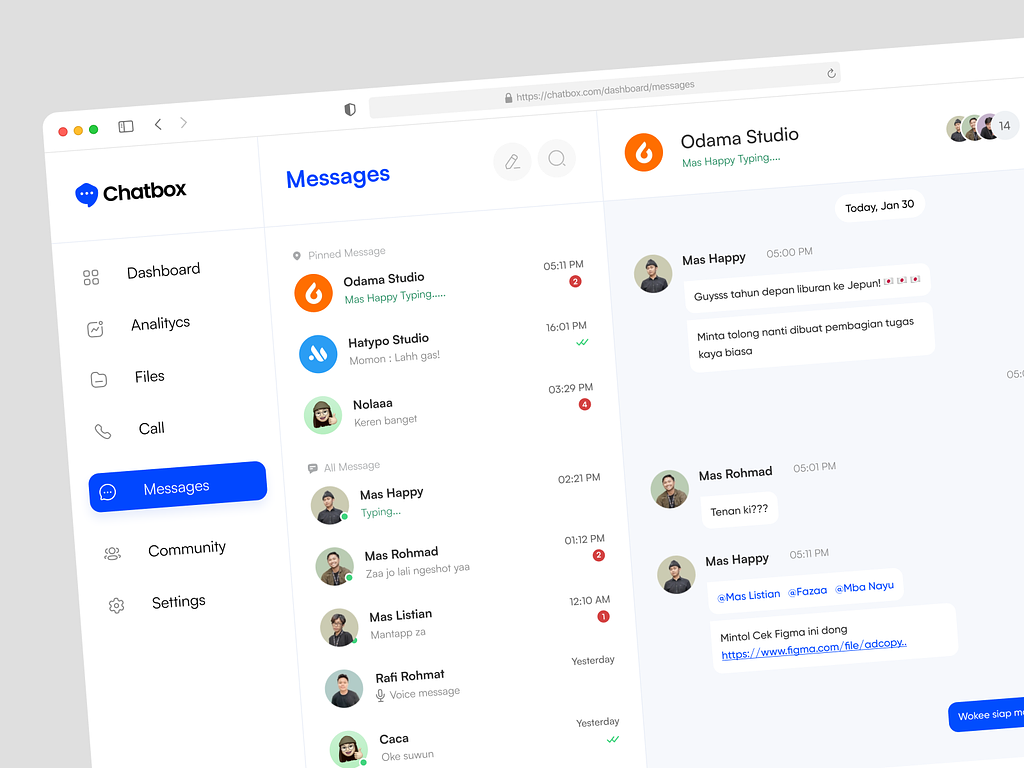 https://chatbox.com/dashboard/messages
Chatbox
Dashboard
Analitycs
Files
Call
Messages
Community
Settings
Messages
Pinned Message
Odama Studio
05:11 PM
Mas Happy Typing.....
2
Hatypo Studio
16:01 PM
Momon : Lahh gas!
Nolaaa
03:29 PM
Keren banget
4
All Message
Mas Happy
02:21 PM
Typing...
Mas Rohmad
01:12 PM
Zaa jo lali ngeshot yaa
2
Mas Listian
12:10 AM
Mantapp za
1
Rafi Rohmat
Yesterday
Voice message
Caca
Yesterday
Oke suwun
Odama Studio
Mas Happy Typing....
14
Today, Jan 30
Mas Happy
05:00 PM
Guysss tahun depan liburan ke Jepun! 🇯🇵 🇯🇵 🇯🇵
Minta tolong nanti dibuat pembagian tugas
kaya biasa
Mas Rohmad
05:01 PM
Tenan ki???
Mas Happy
05:11 PM
@Mas Listian @Fazaa @Mba Nayu
Mintol Cek Figma ini dong
https://www.figma.com/file/adcopy..
Wokee siap